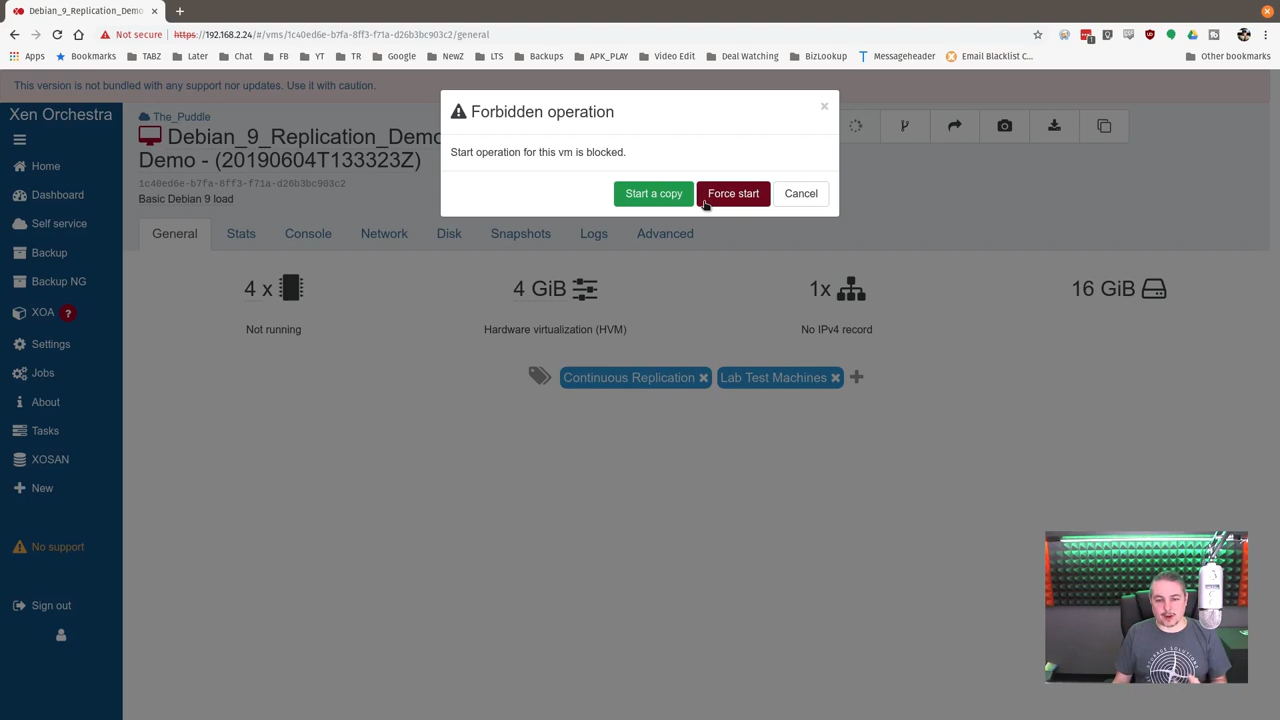 Debian_9_Replication_Demo
Not secure
https://192.168.2.24/#/vms/1c40ed6e-b7fa-8ff3-f71a-d26b3bc903c2/general
Apps
Bookmarks
TABZ
Later
Chat
FB
YT
TR
Google
NewZ
LTS
Backups
APK_PLAY
Video Edit
Deal Watching
BizLookup
Messageheader
Email Blacklist C...
Other bookmarks
This version is not bundled with any support nor updates. Use it with caution.
Xen Orchestra
Home
Dashboard
Self service
Backup
Backup NG
XOA ?
Settings
Jobs
About
Tasks
XOSAN
New
No support
Sign out
The_Puddle
Debian_9_Replication_Demo
Demo - (20190604T133323Z)
1c40ed6e-b7fa-8ff3-f71a-d26b3bc903c2
Basic Debian 9 load
Forbidden operation
×
Start operation for this vm is blocked.
Start a copy
Force start
Cancel
General
Stats
Console
Network
Disk
Snapshots
Logs
Advanced
4 x
4 GiB
1x
16 GiB
Not running
Hardware virtualization (HVM)
No IPv4 record
Continuous Replication
Lab Test Machines